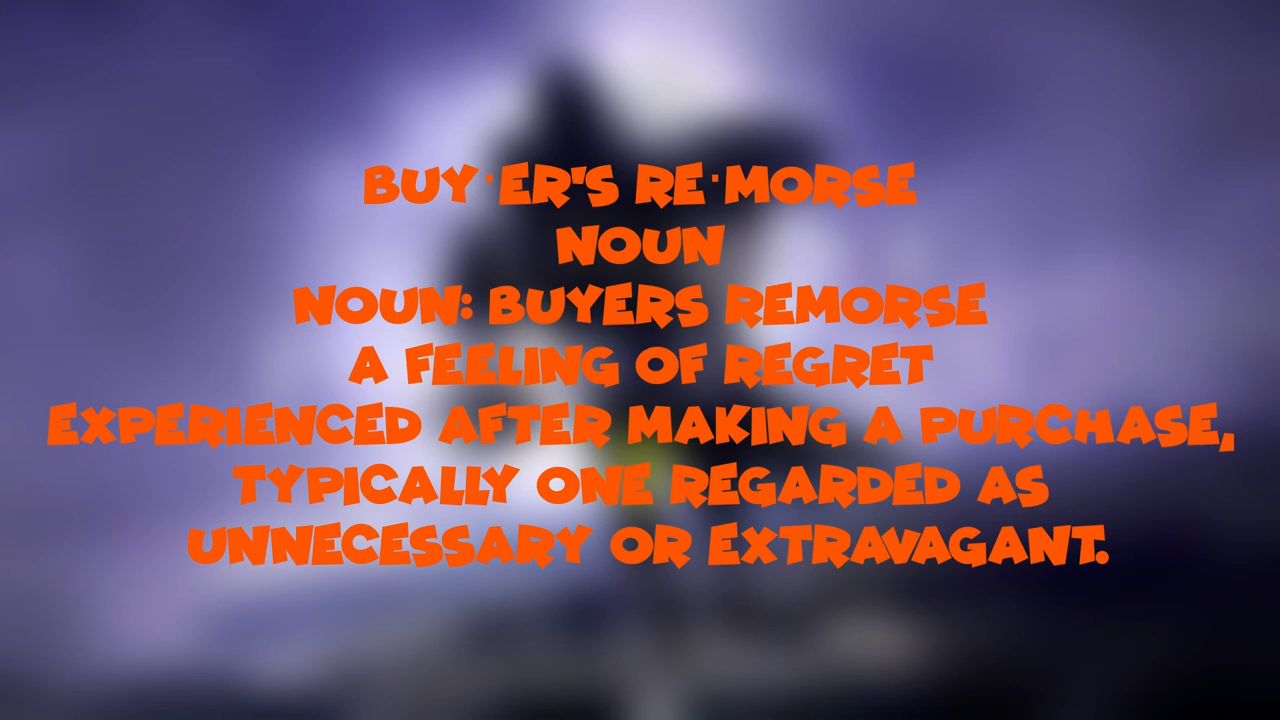 BUY·ER'S RE·MORSE
NOUN
NOUN: BUYERS REMORSE
A FEELING OF REGRET
EXPERIENCED AFTER MAKING A PURCHASE,
TYPICALLY ONE REGARDED AS
UNNECESSARY OR EXTRAVAGANT.